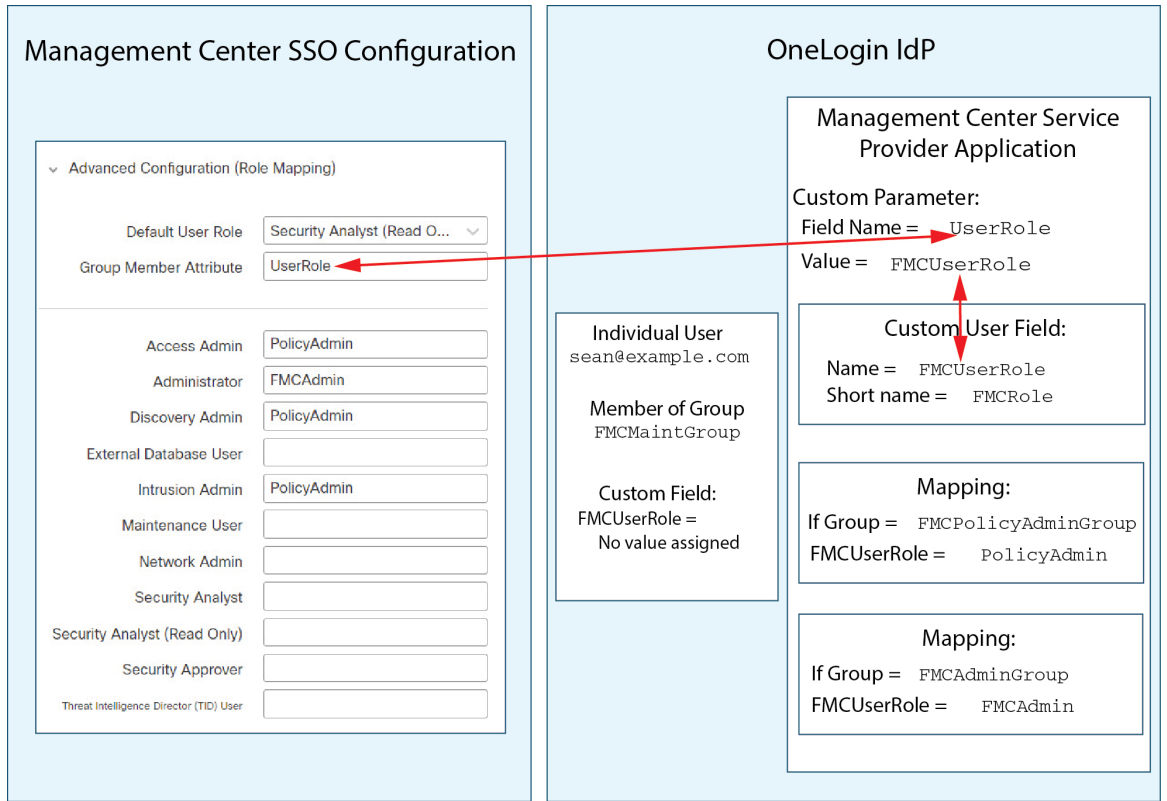 Management Center SSO Configuration
Advanced Configuration (Role Mapping)
Default User Role Security Analyst (Read O...
Group Member Attribute UserRole
Access Admin PolicyAdmin
Administrator FMCAdmin
Discovery Admin PolicyAdmin
External Database User
Intrusion Admin PolicyAdmin
Maintenance User
Network Admin
Security Analyst
Security Analyst (Read Only)
Security Approver
Threat Intelligence Director (TID) User
OneLogin IdP
Individual User
sean@example.com
Member of Group
FMCMaintGroup
Custom Field:
FMCUserRole =
No value assigned
Management Center Service
Provider Application
Custom Parameter:
Field Name = UserRole
Value = FMCUserRole
Custom User Field:
Name = FMCUserRole
Short name = FMCRole
Mapping:
If Group = FMCPolicyAdminGroup
FMCUserRole = PolicyAdmin
Mapping:
If Group = FMCAdminGroup
FMCUserRole = FMCAdmin